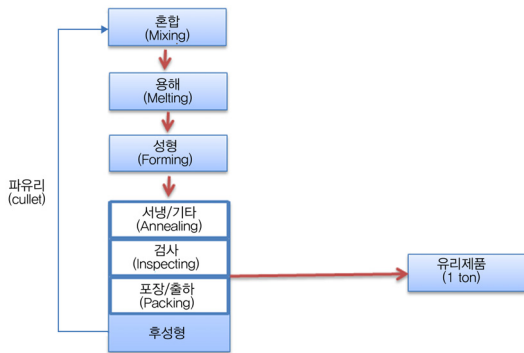 혼합
(Mixing)
용해
(Melting)
성형
(Forming)
파유리
(cullet)
서냉/기타
(Annealing)
검사
(Inspecting)
포장/출하
(Packing)
후성형
유리제품
(1 ton)